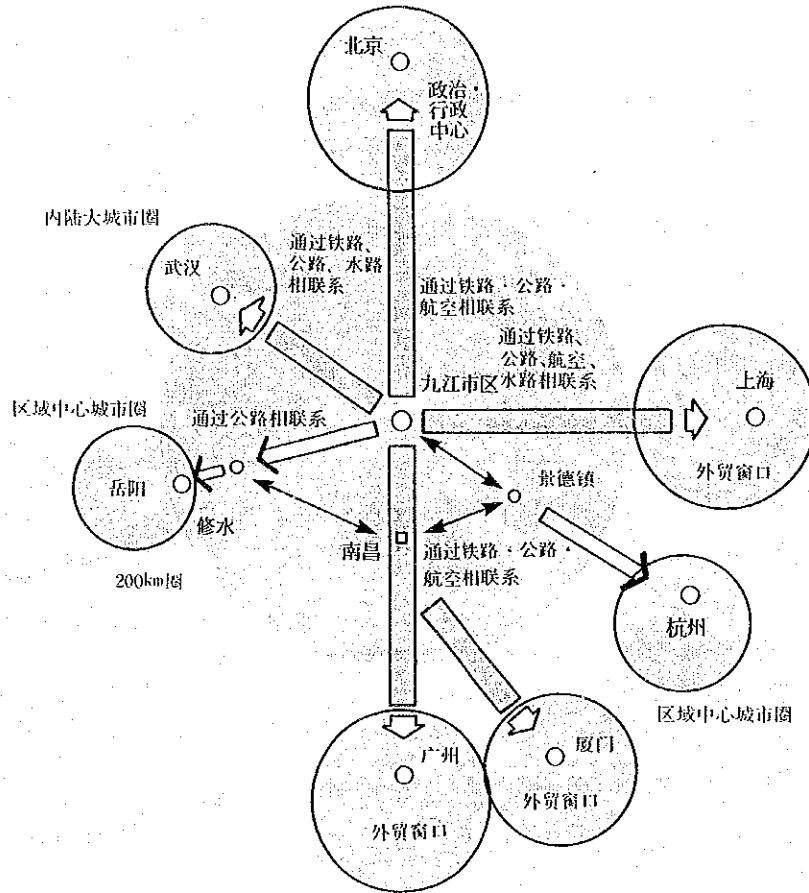 北京
政治·
行政
中心
内陆大城市圈
武汉
通过铁路、
公路、水路
相联系
通过铁路·公路·
航空相联系
通过铁路、
公路、航空、
水路相联系
九江市区
上海
外贸窗口
区域中心城市圈
通过公路相联系
岳阳
修水
景德镇
南昌
通过铁路·公路·
航空相联系
200km圈
杭州
区域中心城市圈
广州
外贸窗口
厦门
外贸窗口